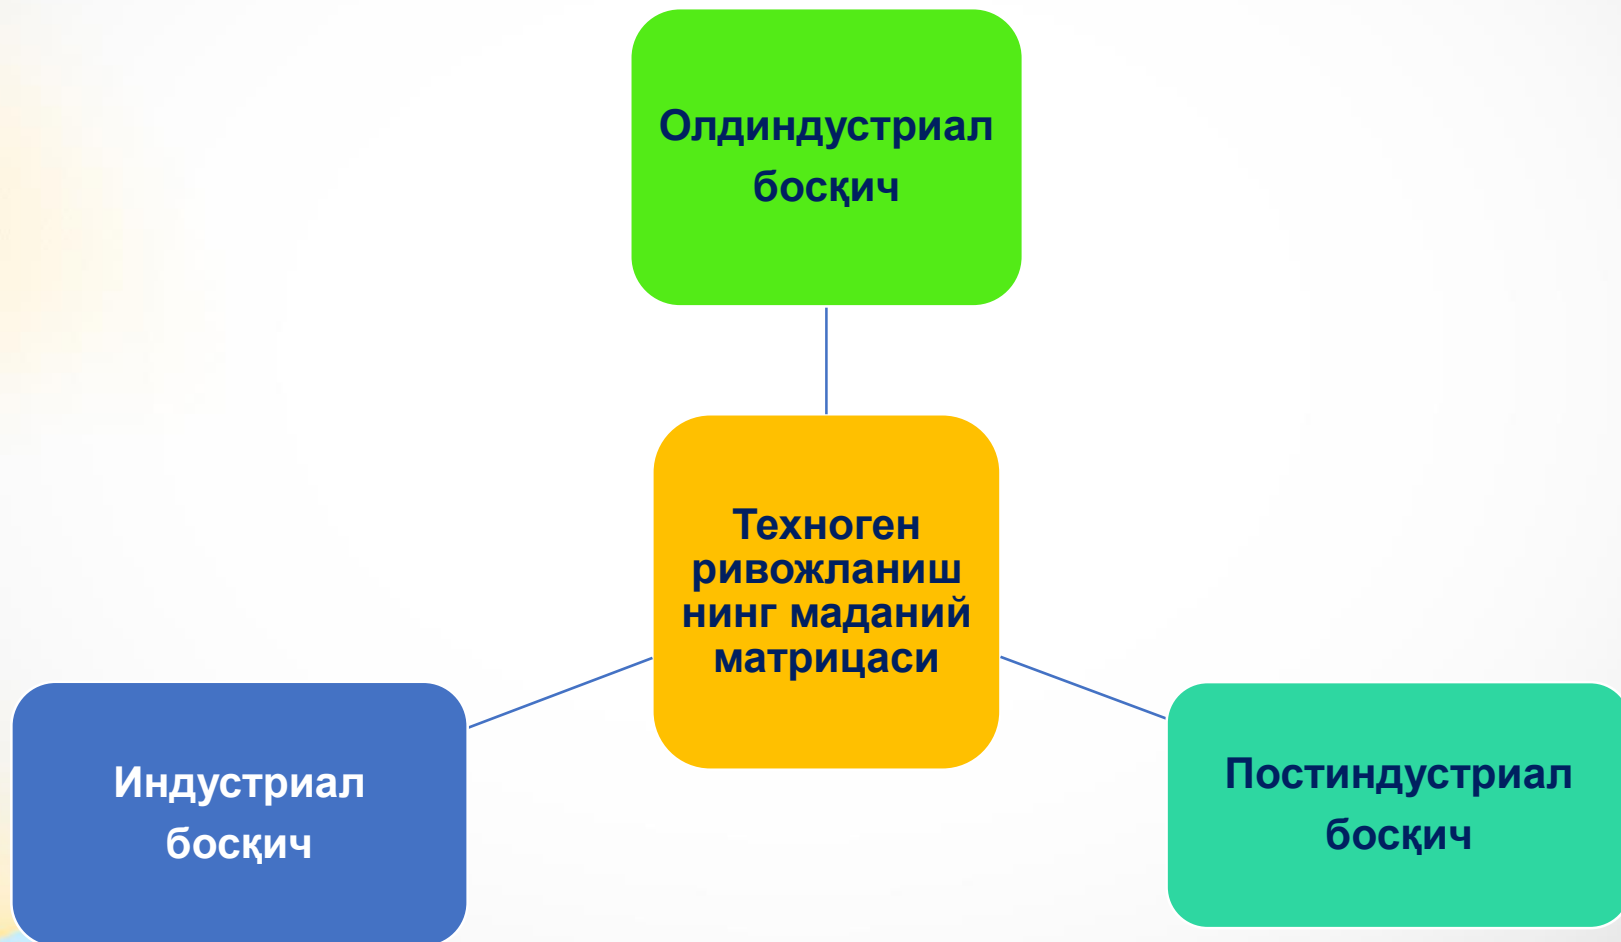 Олдиндустриал
босқич
Техноген
ривожланиш
нинг маданий
матрицаси
Индустриал
босқич
Постиндустриал
босқич